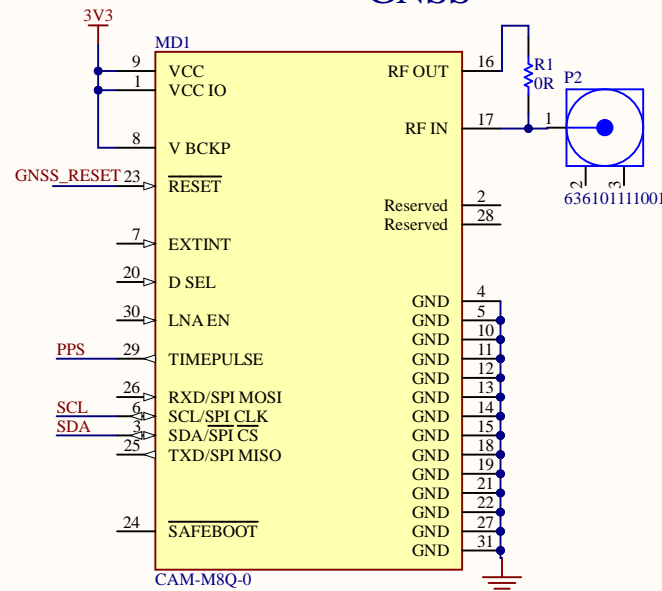 GNSS
3V3
MD1
9 VCC RF OUT 16
R1
0R
P2
1 VCC IO
RF IN 17 1
8 V BCKP
GNSS_RESET 23 RESET
2 3
636101111001
Reserved 2
Reserved 28
7 EXTINT
20 D SEL
GND 4
30 LNA EN GND 5
GND 10
PPS 29 TIMEPULSE GND 11
GND 12
26 RXD/SPI MOSI GND 13
SCL 6 SCL/SPI CLK GND 14
SDA 3 SDA/SPI CS GND 15
25 TXD/SPI MISO GND 18
GND 19
GND 21
GND 22
24 SAFEBOOT GND 27
GND 31
CAM-M8Q-0